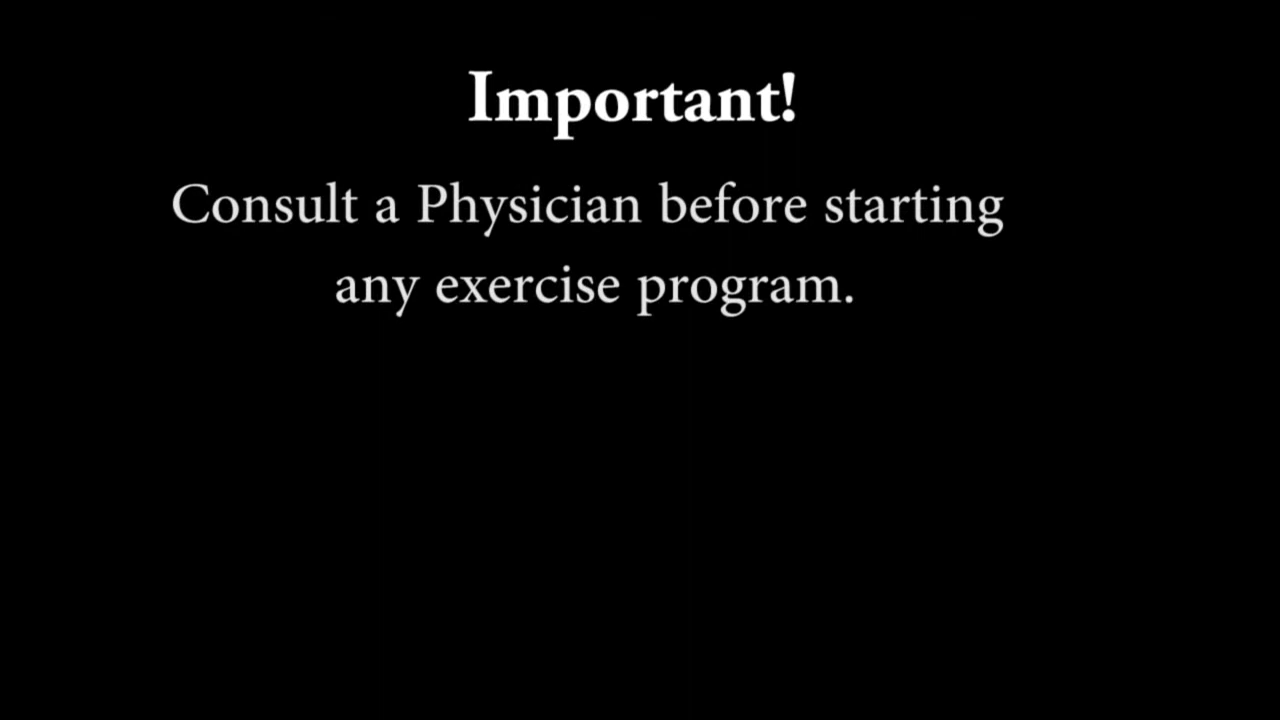 Important!
Consult a Physician before starting
any exercise program.